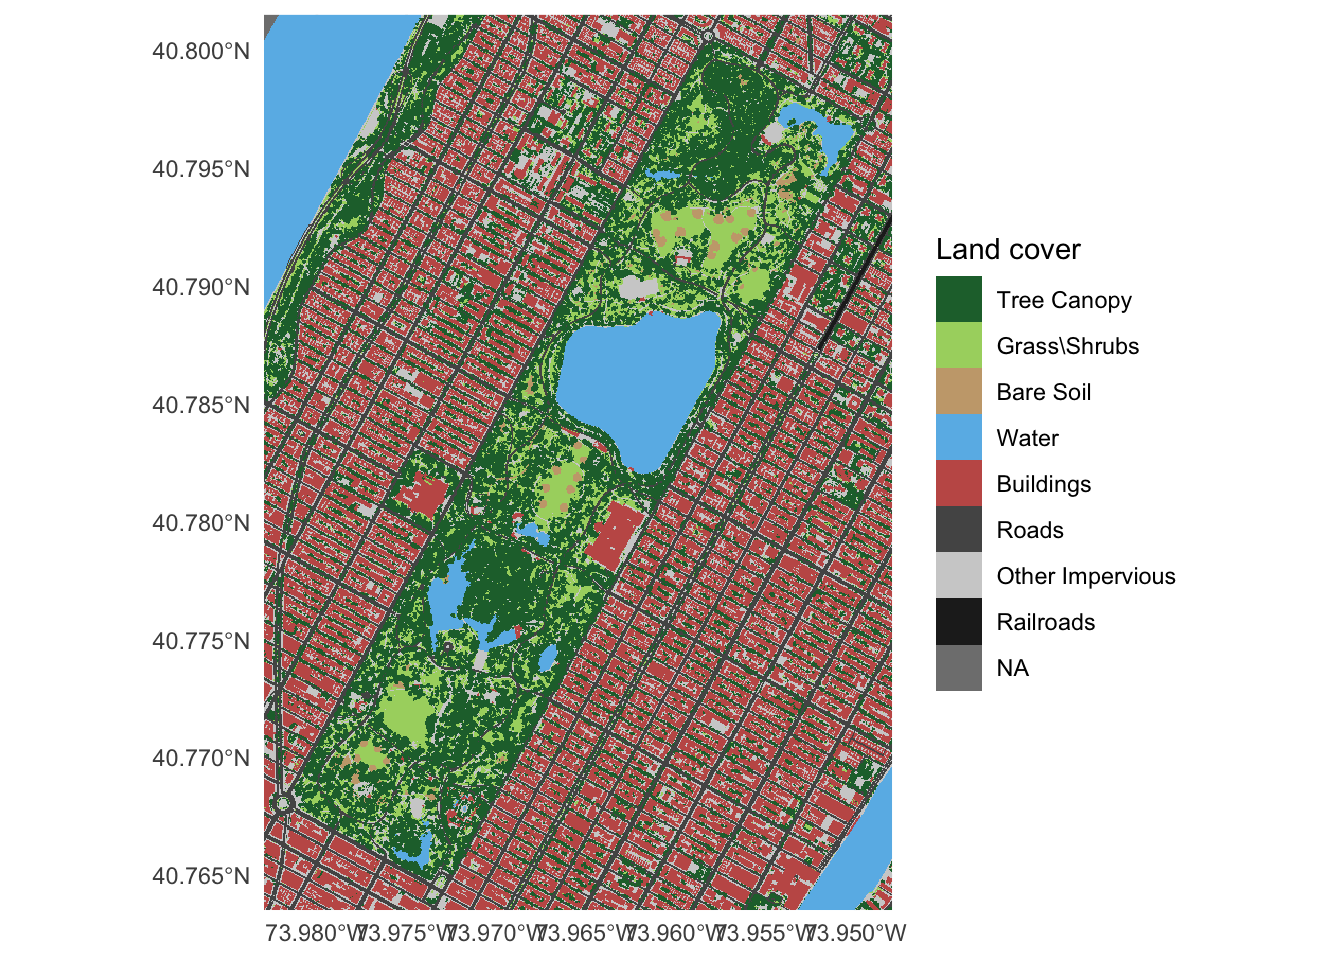 40.800°N
40.795°N
40.790°N
40.785°N
40.780°N
40.775°N
40.770°N
40.765°N
73.980°W 73.975°W 73.970°W 73.965°W 73.960°W 73.955°W 73.950°W
Land cover
Tree Canopy
Grass\Shrubs
Bare Soil
Water
Buildings
Roads
Other Impervious
Railroads
NA